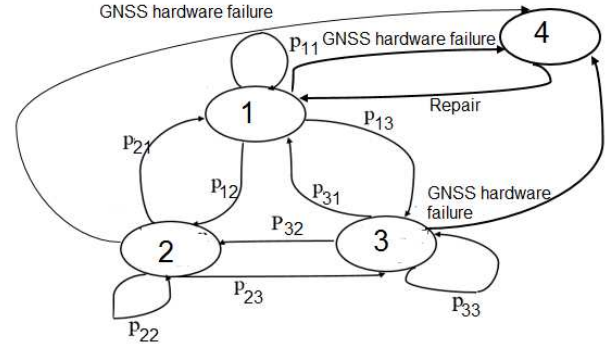 GNSS hardware failure
4
p11
GNSS hardware failure
1
Repair
p13
p21
p12
p31
GNSS hardware
failure
P32
2
3
p23
p33
p22